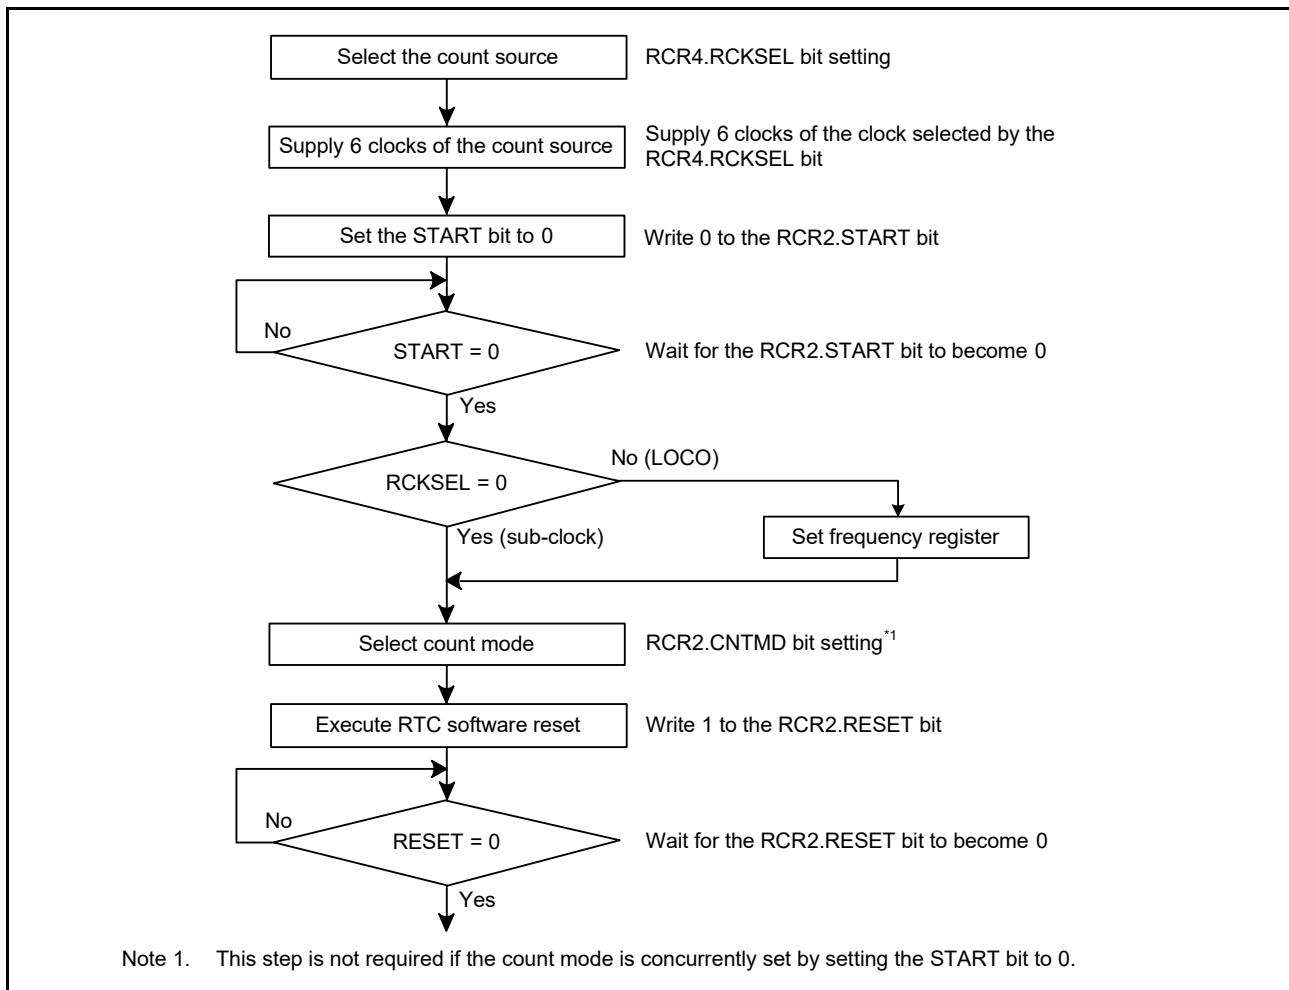 Select the count source
RCR4.RCKSEL bit setting
Supply 6 clocks of the count source
Supply 6 clocks of the clock selected by the
RCR4.RCKSEL bit
Set the START bit to 0
Write 0 to the RCR2.START bit
No
START = 0
Wait for the RCR2.START bit to become 0
Yes
No (LOCO)
RCKSEL = 0
Yes (sub-clock)
Set frequency register
Select count mode
RCR2.CNTMD bit setting*1
Execute RTC software reset
Write 1 to the RCR2.RESET bit
No
RESET = 0
Wait for the RCR2.RESET bit to become 0
Yes
Note 1. This step is not required if the count mode is concurrently set by setting the START bit to 0.